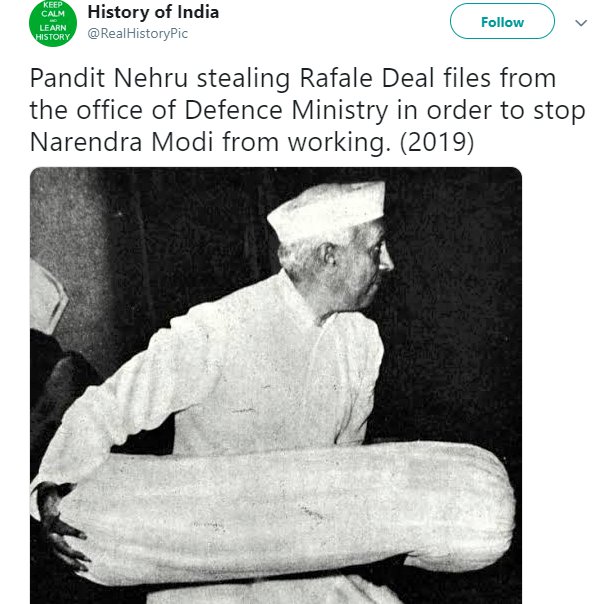 KEEP
CALM
AND
LEARN
HISTORY
History of India
@RealHistoryPic
Follow
Pandit Nehru stealing Rafale Deal files from
the office of Defence Ministry in order to stop
Narendra Modi from working. (2019)